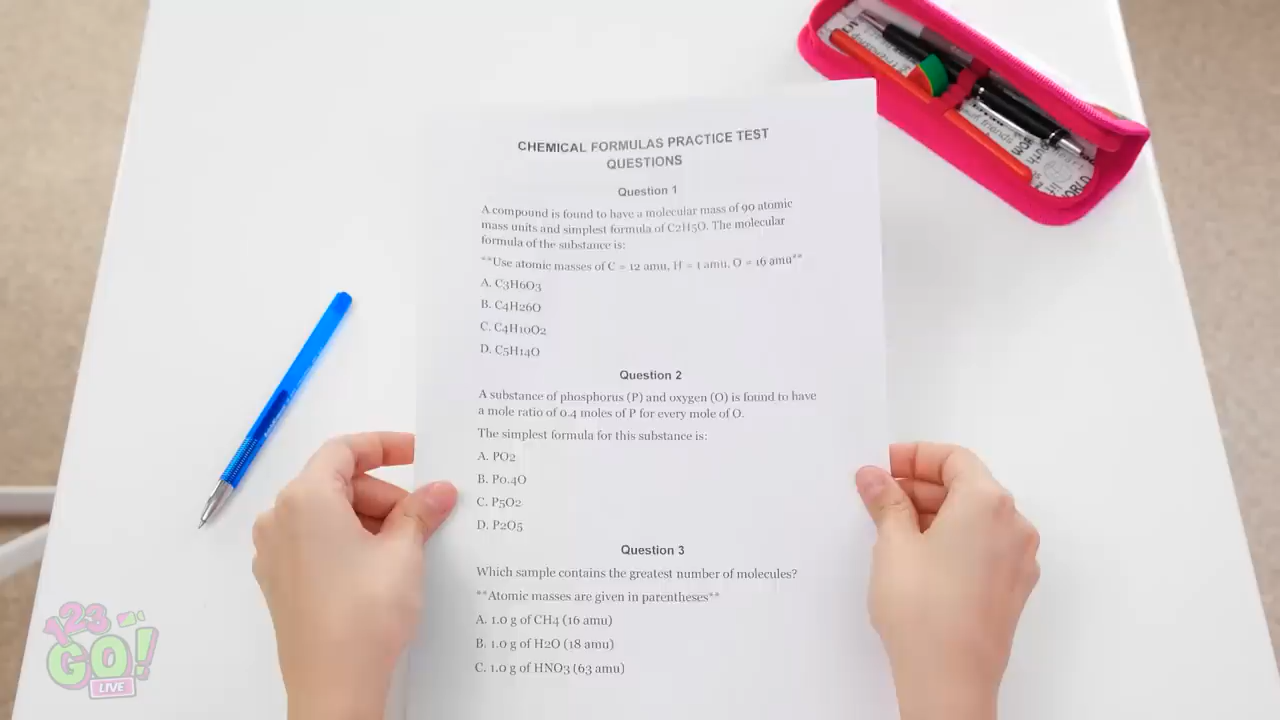 CHEMICAL FORMULAS PRACTICE TEST
QUESTIONS
Question 1
A compound is found to have a molecular mass of 90 atomic
mass units and simplest formula of C2H5O. The molecular
formula of the substance is:
**Use atomic masses of C = 12 amu, H = 1 amu, O = 16 amu**
A. C3H6O3
B. C4H26O
C. C4H10O2
D. C5H14O
Question 2
A substance of phosphorus (P) and oxygen (O) is found to have
a mole ratio of 0.4 moles of P for every mole of O.
The simplest formula for this substance is:
A. PO2
B. P0.4O
C. P5O2
D. P2O5
Question 3
Which sample contains the greatest number of molecules?
**Atomic masses are given in parentheses**
A. 1.0 g of CH4 (16 amu)
B. 1.0 g of H2O (18 amu)
C. 1.0 g of HNO3 (63 amu)
123
GO!
LIVE